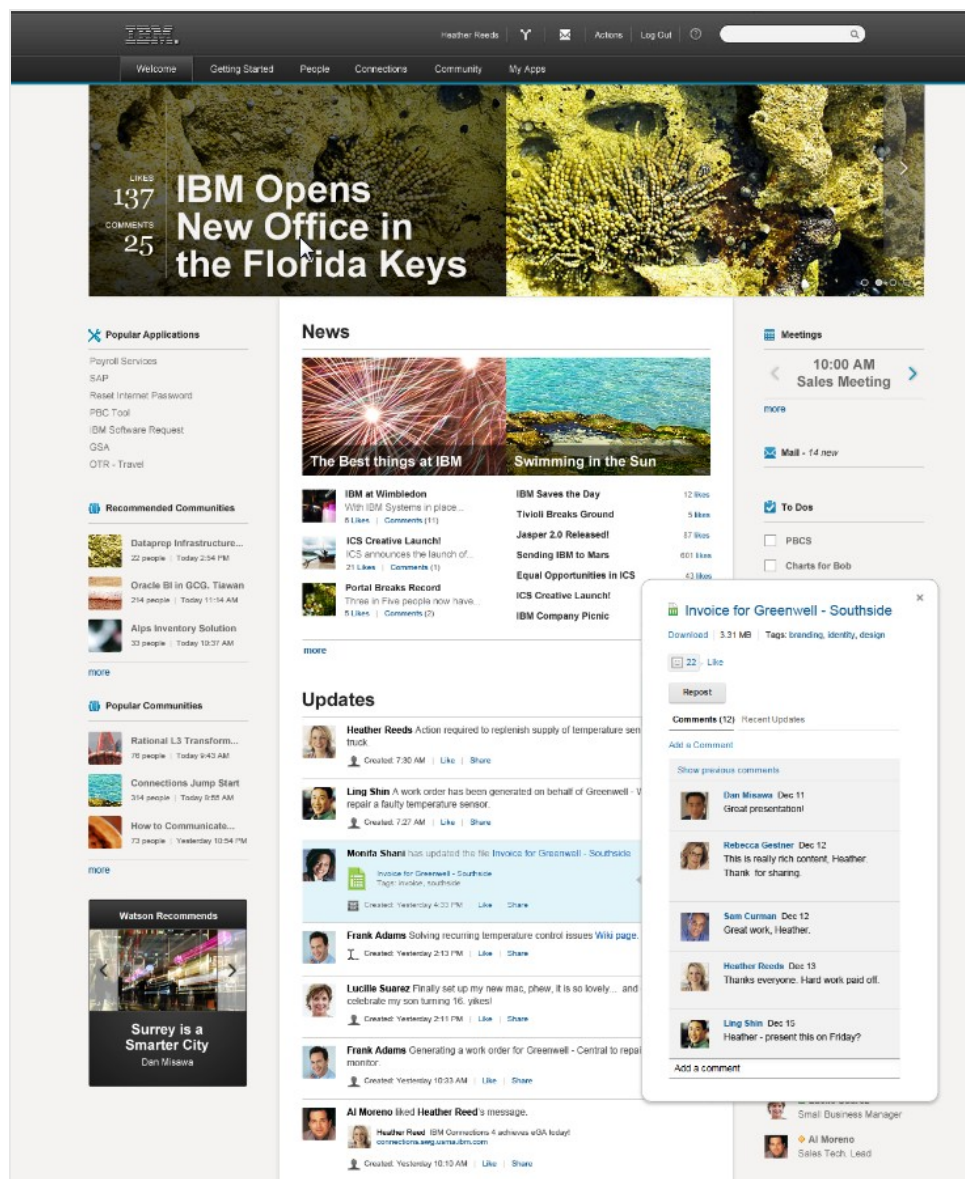 IBM.
Heather Reeds
Actions
Log Out
Welcome
Getting Started
People
Connections
Community
My Apps
LIKES
137
COMMENTS
25
IBM Opens
New Office in
the Florida Keys
Popular Applications
Payroll Services
SAP
Reset Internet Password
PBC Tool
IBM Software Request
GSA
OTR - Travel
Recommended Communities
Dataprep Infrastructure...
22 people | Today 2:54 PM
Oracle BI in GCG, Tiawan
214 people | Today 11:14 AM
Alps Inventory Solution
33 people | Today 10:37 AM
more
Popular Communities
Rational L3 Transform...
76 people | Today 9:43 AM
Connections Jump Start
314 people | Today 8:55 AM
How to Communicate...
73 people | Yesterday 10:54 PM
more
Watson Recommends
Surrey is a
Smarter City
Dan Misawa
News
The Best things at IBM
Swimming in the Sun
IBM at Wimbledon
With IBM Systems in place...
6 Likes | Comments (11)
ICS Creative Launch!
ICS announces the launch of...
21 Likes | Comments (1)
Portal Breaks Record
Three in Five people now have...
5 Likes | Comments (2)
IBM Saves the Day 12 likes
Tivioli Breaks Ground 5 likes
Jasper 2.0 Released! 87 likes
Sending IBM to Mars 601 likes
Equal Opportunities in ICS 43 likes
ICS Creative Launch!
IBM Company Picnic
more
Updates
Heather Reeds Action required to replenish supply of temperature sen
truck.
Created: 7:30 AM | Like | Share
Ling Shin A work order has been generated on behalf of Greenwell - W
repair a faulty temperature sensor.
Created: 7:27 AM | Like | Share
Monifa Shani has updated the file Invoice for Greenwell - Southside
Invoice for Greenwell - Southside
Tags: invoice, southside
Created: Yesterday 4:33 PM Like Share
Frank Adams Solving recurring temperature control issues Wiki page.
Created: Yesterday 2:13 PM | Like | Share
Lucille Suarez Finally set up my new mac, phew, it is so lovely.... and
celebrate my son turning 16. yikes!
Created: Yesterday 2:11 PM | Like | Share
Frank Adams Generating a work order for Greenwell - Central to repai
monitor.
Created: Yesterday 10:33 AM | Like | Share
Al Moreno liked Heather Reed's message.
Heather Reed IBM Connections 4 achieves eGA today!
connections.swg.usma.ibm.com
Created: Yesterday 10:10 AM | Like | Share
Meetings
10:00 AM
Sales Meeting
more
Mail - 14 new
To Dos
PBCS
Charts for Bob
Invoice for Greenwell - Southside
Download | 3.31 MB | Tags: branding, identity, design
22 Like
Repost
Comments (12) Recent Updates
Add a Comment
Show previous comments
Dan Misawa Dec 11
Great presentation!
Rebecca Gestner Dec 12
This is really rich content, Heather.
Thank for sharing.
Sam Curman Dec 12
Great work, Heather.
Heather Reeds Dec 13
Thanks everyone. Hard work paid off.
Ling Shin Dec 15
Heather - present this on Friday?
Add a comment
Small Business Manager
Al Moreno
Sales Tech. Lead